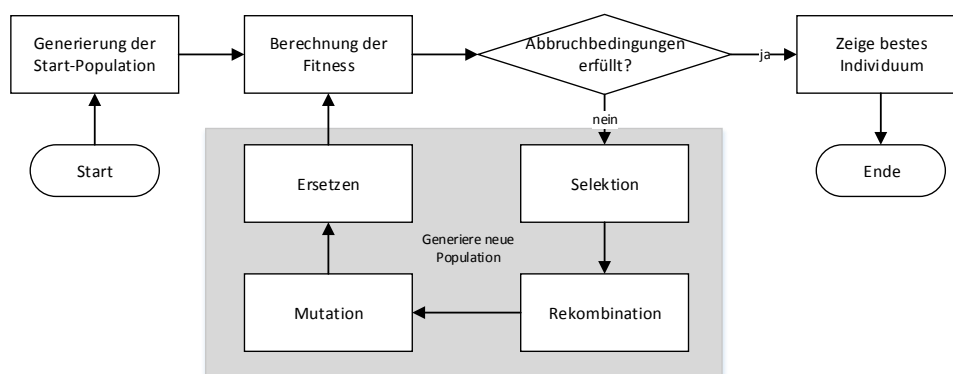 Generierung der
Start-Population
Berechnung der
Fitness
Abbruchbedingungen
erfüllt?
ja
Zeige bestes
Individuum
nein
Start
Ersetzen
Selektion
Ende
Generiere neue
Population
Mutation
Rekombination